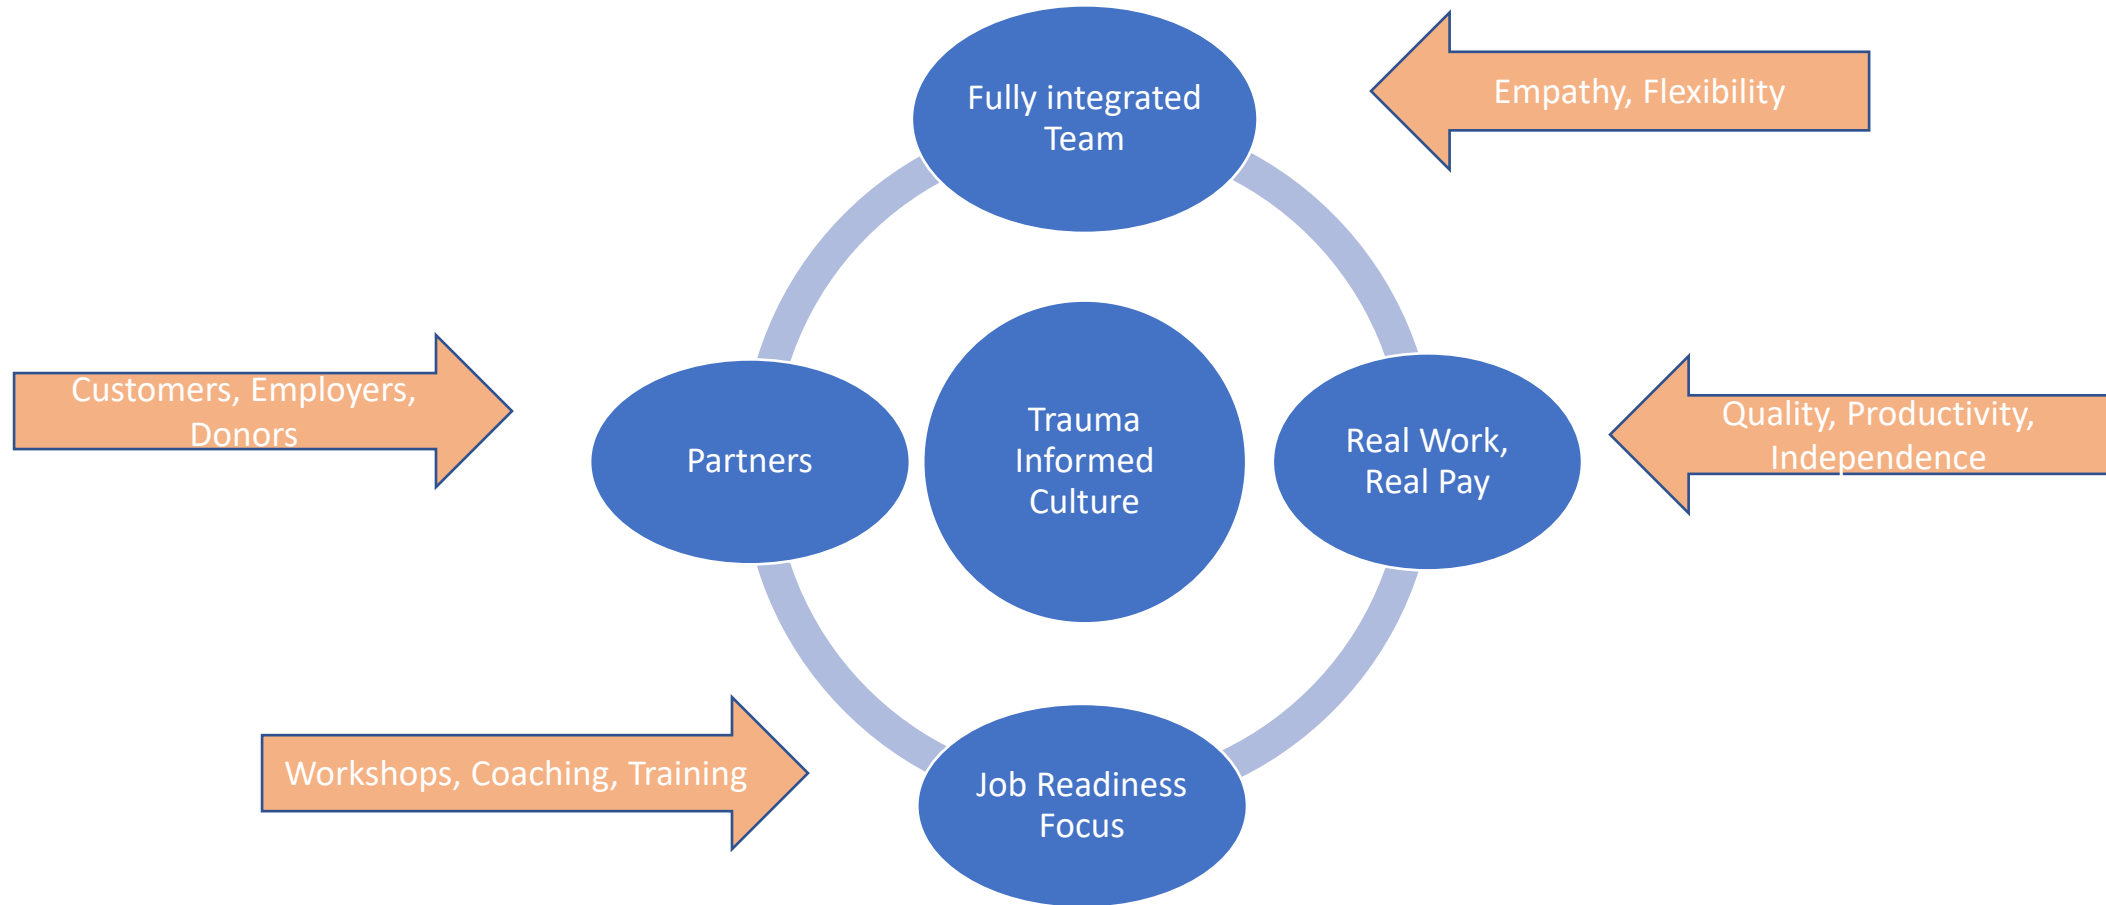 Fully integrated
Team
Empathy, Flexibility
Customers, Employers,
Donors
Partners
Trauma
Informed
Culture
Real Work,
Real Pay
Quality, Productivity,
Independence
Workshops, Coaching, Training
Job Readiness
Focus